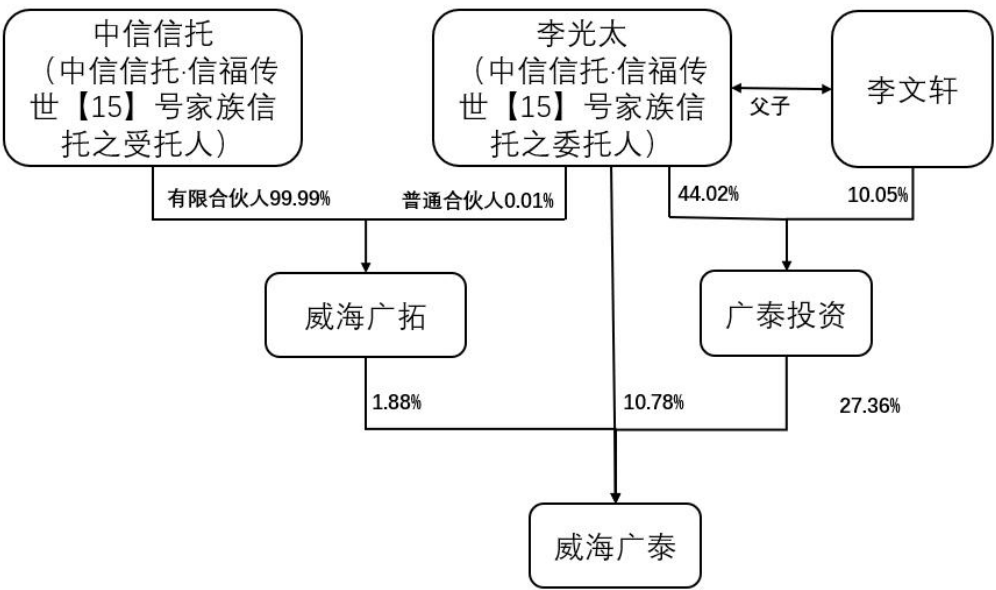 中信信托
（中信信托·信福传
世【15】号家族信
托之受托人）
李光太
（中信信托·信福传
世【15】号家族信
托之委托人）
父子
李文轩
有限合伙人99.99%
普通合伙人0.01%
44.02%
10.05%
威海广拓
广泰投资
1.88%
10.78%
27.36%
威海广泰